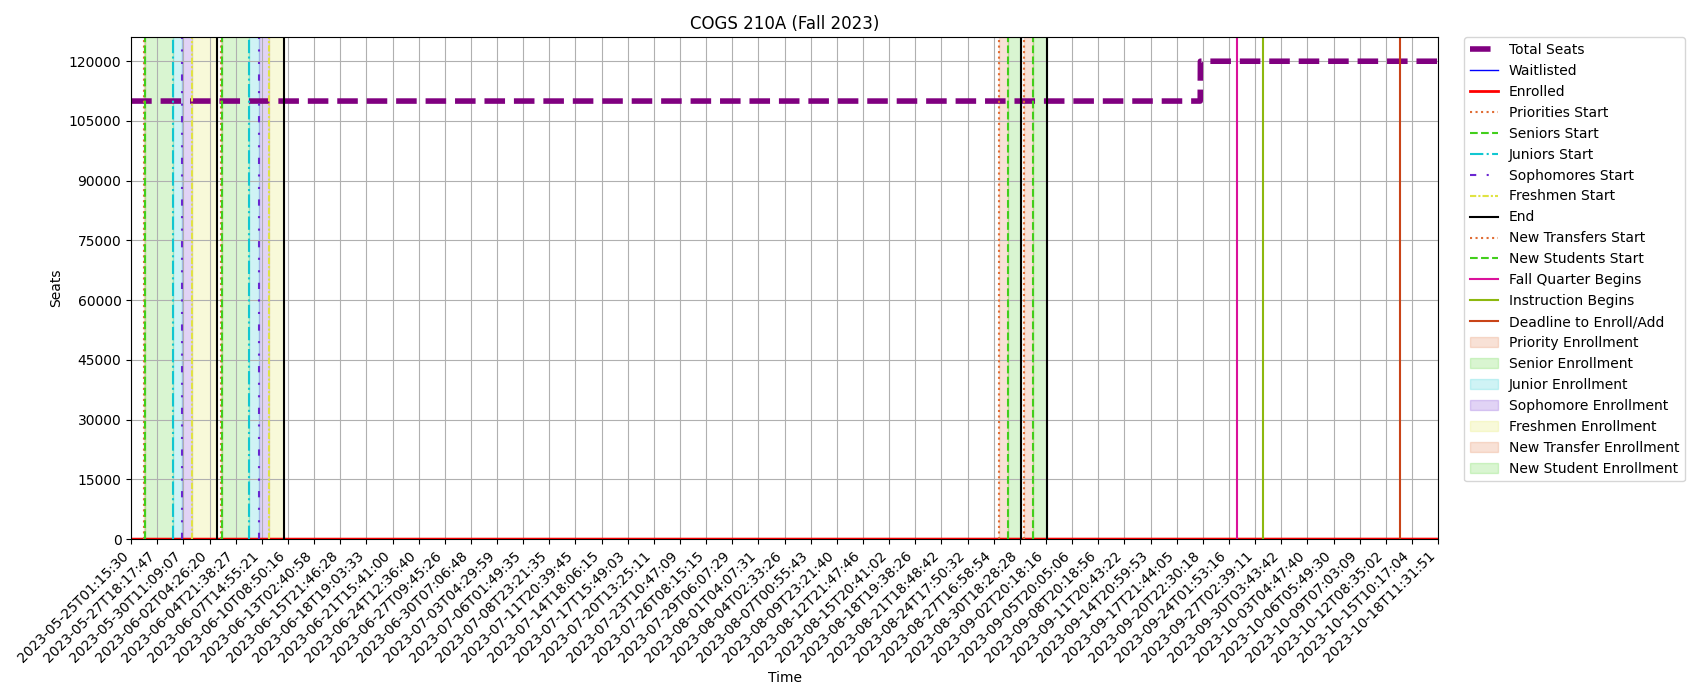 COGS 210A (Fall 2023)
Seats
120000
105000
90000
75000
60000
45000
30000
15000
0
2023-05-25T01:15:30
2023-05-27T18:17:47
2023-05-30T11:09:07
2023-06-02T04:26:20
2023-06-04T21:38:27
2023-06-07T14:55:21
2023-06-10T08:50:16
2023-06-13T02:40:58
2023-06-15T21:46:28
2023-06-18T19:03:33
2023-06-21T15:41:00
2023-06-24T12:36:40
2023-06-27T09:45:26
2023-06-30T07:06:48
2023-07-03T04:29:59
2023-07-06T01:49:35
2023-07-08T23:21:35
2023-07-11T20:39:45
2023-07-14T18:06:15
2023-07-17T15:49:03
2023-07-20T13:25:11
2023-07-23T10:47:09
2023-07-26T08:15:15
2023-07-29T06:07:29
2023-08-01T04:07:31
2023-08-04T02:33:26
2023-08-07T00:55:43
2023-08-09T23:21:40
2023-08-12T21:47:46
2023-08-15T20:41:02
2023-08-18T19:38:26
2023-08-21T18:48:42
2023-08-24T17:50:32
2023-08-27T16:58:54
2023-08-30T18:28:28
2023-09-02T20:18:16
2023-09-05T20:05:06
2023-09-08T20:18:56
2023-09-11T20:43:22
2023-09-14T20:59:53
2023-09-17T21:44:05
2023-09-20T22:30:18
2023-09-24T01:53:16
2023-09-27T02:39:11
2023-09-30T03:43:42
2023-10-03T04:47:40
2023-10-06T05:49:30
2023-10-09T07:03:09
2023-10-12T08:35:02
2023-10-15T10:17:04
2023-10-18T11:31:51
Time
Total Seats
Waitlisted
Enrolled
Priorities Start
Seniors Start
Juniors Start
Sophomores Start
Freshmen Start
End
New Transfers Start
New Students Start
Fall Quarter Begins
Instruction Begins
Deadline to Enroll/Add
Priority Enrollment
Senior Enrollment
Junior Enrollment
Sophomore Enrollment
Freshmen Enrollment
New Transfer Enrollment
New Student Enrollment